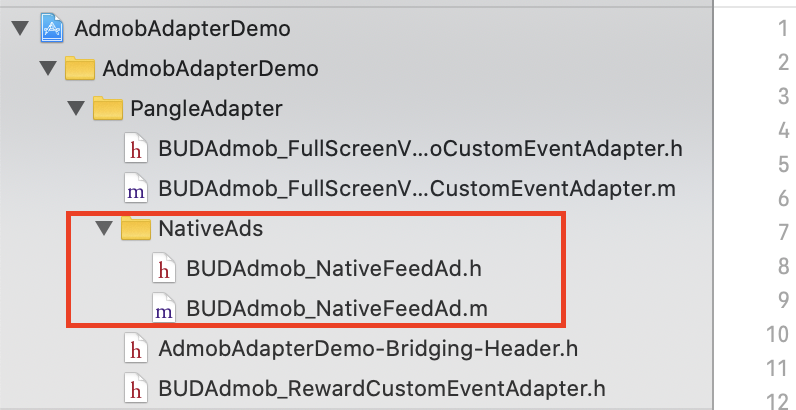 AdmobAdapterDemo
AdmobAdapterDemo
PangleAdapter
h BUDAdmob_FullScreenV...oCustomEventAdapter.h
m BUDAdmob_FullScreenV...CustomEventAdapter.m
NativeAds
h BUDAdmob_NativeFeedAd.h
m BUDAdmob_NativeFeedAd.m
h AdmobAdapterDemo-Bridging-Header.h
h BUDAdmob_RewardCustomEventAdapter.h
1
2
3
4
5
6
7
8
9
10
11
12